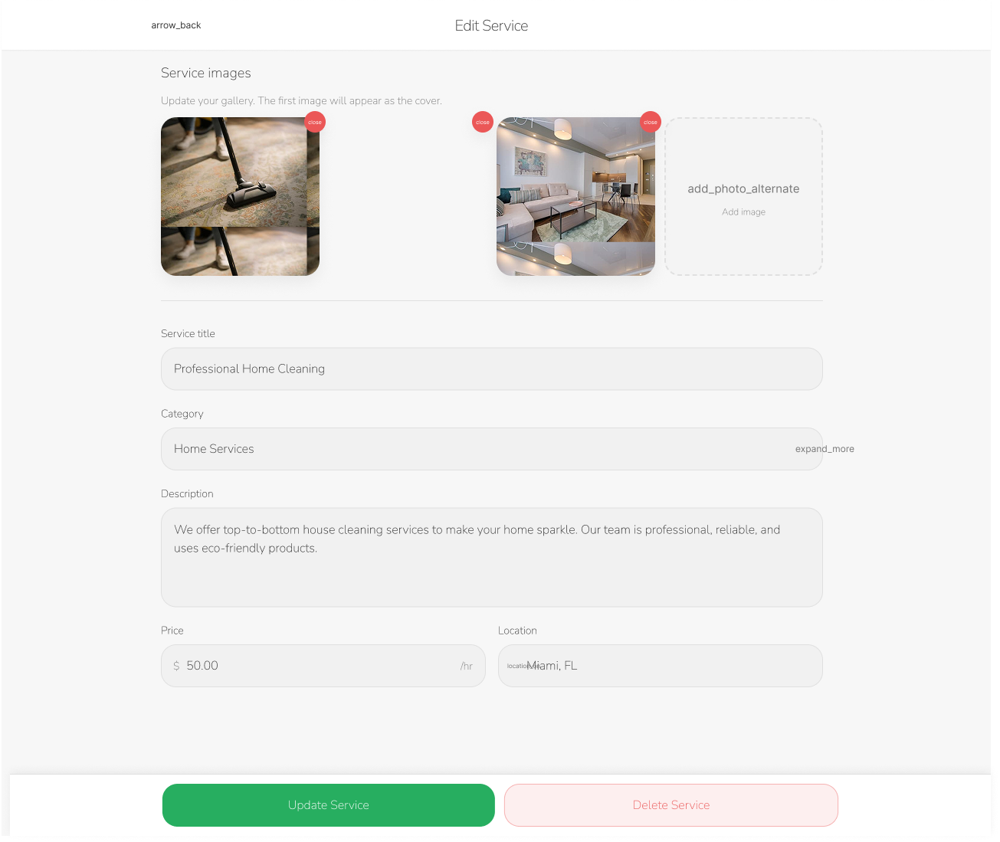 arrow_back
Edit Service
Service images
Update your gallery. The first image will appear as the cover.
close
close
close
add_photo_alternate
Add image
Service title
Professional Home Cleaning
Category
Home Services
expand_more
Description
We offer top-to-bottom house cleaning services to make your home sparkle. Our team is professional, reliable, and
uses eco-friendly products.
Price
Location
$ 50.00
/hr
Miami, FL
Update Service
Delete Service